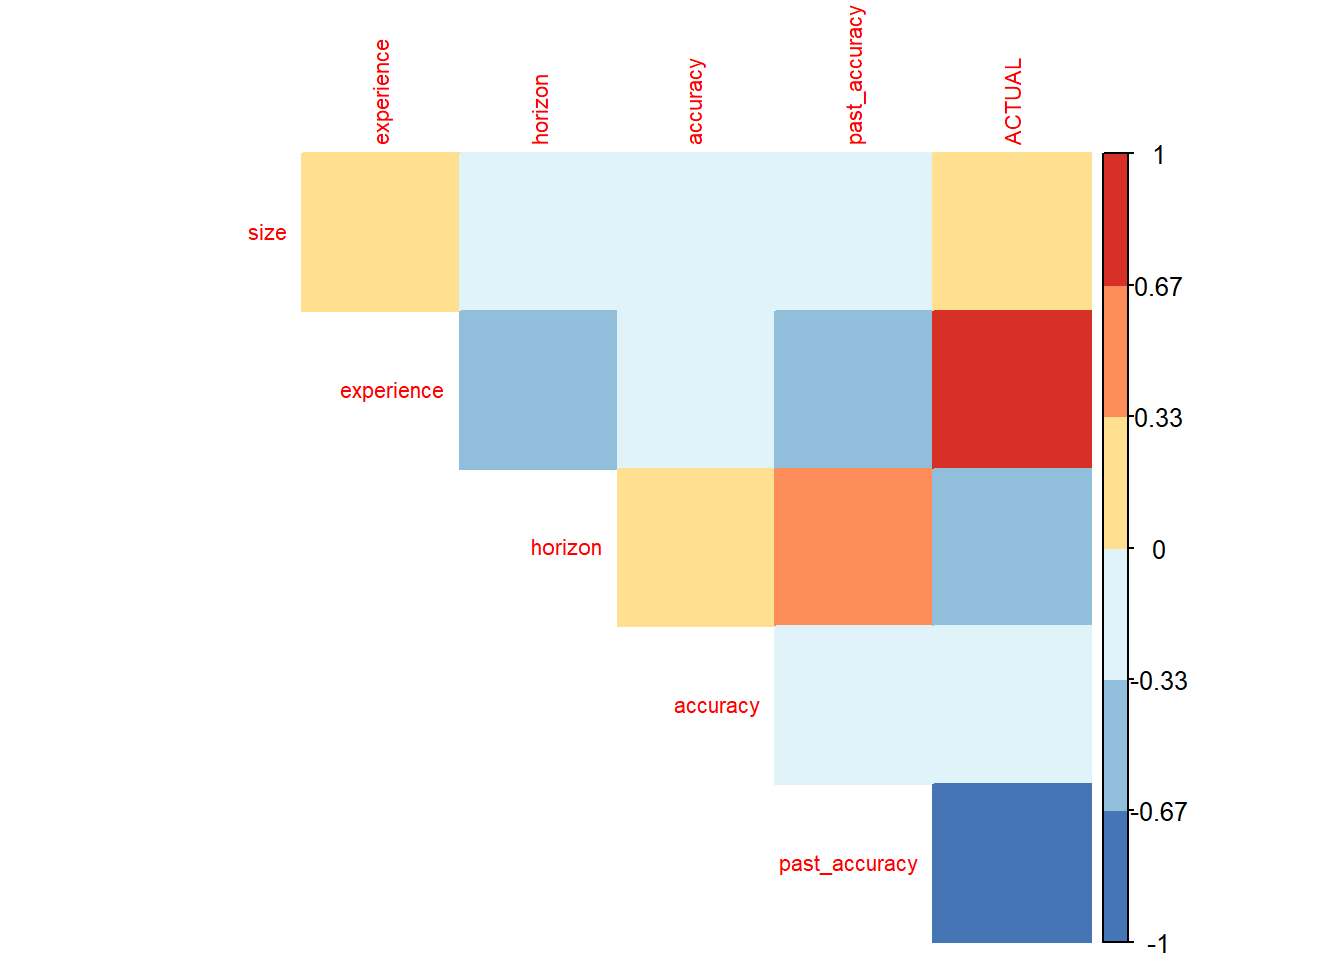 experience
horizon
accuracy
past_accuracy
ACTUAL
size
experience
horizon
accuracy
past_accuracy
1
0.67
0.33
0
-0.33
-0.67
-1